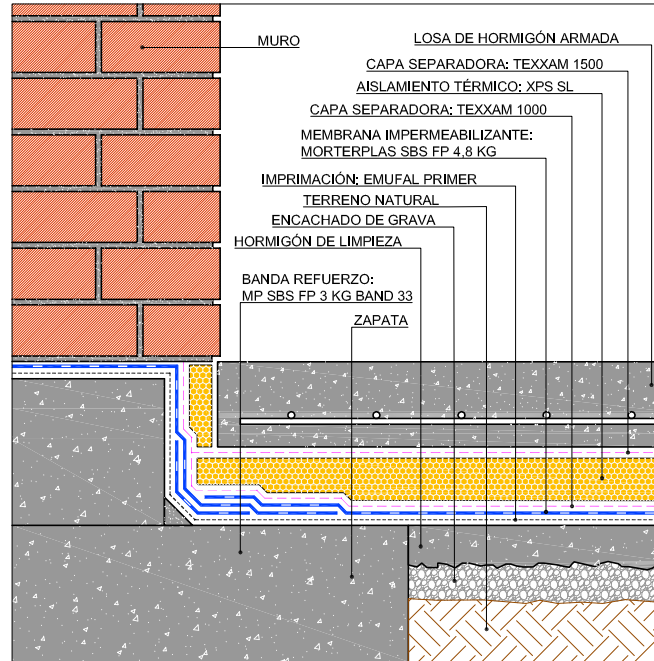 MURO
LOSA DE HORMIGÓN ARMADA
CAPA SEPARADORA: TEXXAM 1500
AISLAMIENTO TÉRMICO: XPS SL
CAPA SEPARADORA: TEXXAM 1000
MEMBRANA IMPERMEABILIZANTE:
MORTERPLAS SBS FP 4,8 KG
IMPRIMACIÓN: EMUFAL PRIMER
TERRENO NATURAL
ENCACHADO DE GRAVA
HORMIGÓN DE LIMPIEZA
BANDA REFUERZO:
MP SBS FP 3 KG BAND 33
ZAPATA